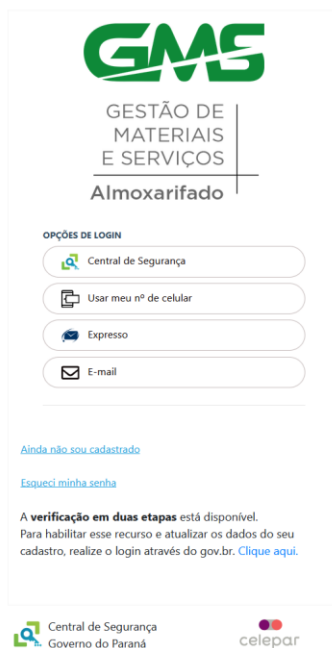 GMS
GESTÃO DE
MATERIAIS
E SERVIÇOS
Almoxarifado
OPÇÕES DE LOGIN
Central de Segurança
Usar meu nº de celular
Expresso
E-mail
Ainda não sou cadastrado
Esqueci minha senha
A verificação em duas etapas está disponível.
Para habilitar esse recurso e atualizar os dados do seu
cadastro, realize o login através do gov.br. Clique aqui.
Central de Segurança
Governo do Paraná
celepar